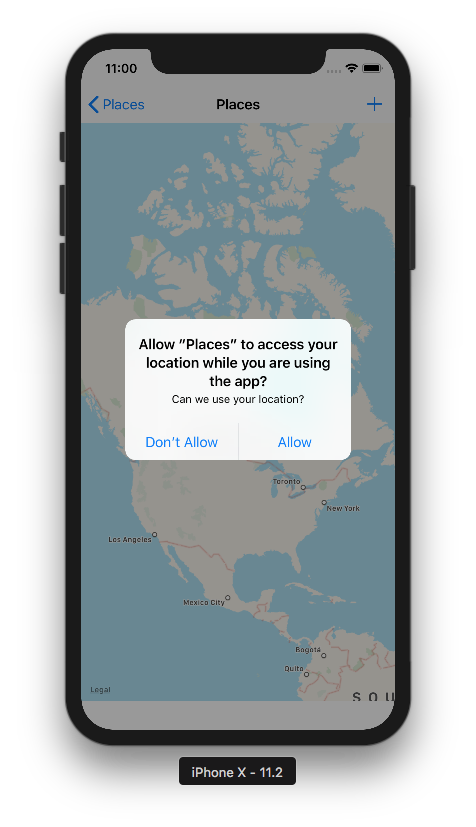 11:00
Places
Places
Allow “Places” to access your
location while you are using
the app?
Can we use your location?
Don’t Allow
Allow
Toronto
New York
Los Angeles
Mexico City
Bogotá
Quito
Legal
S O U
iPhone X - 11.2